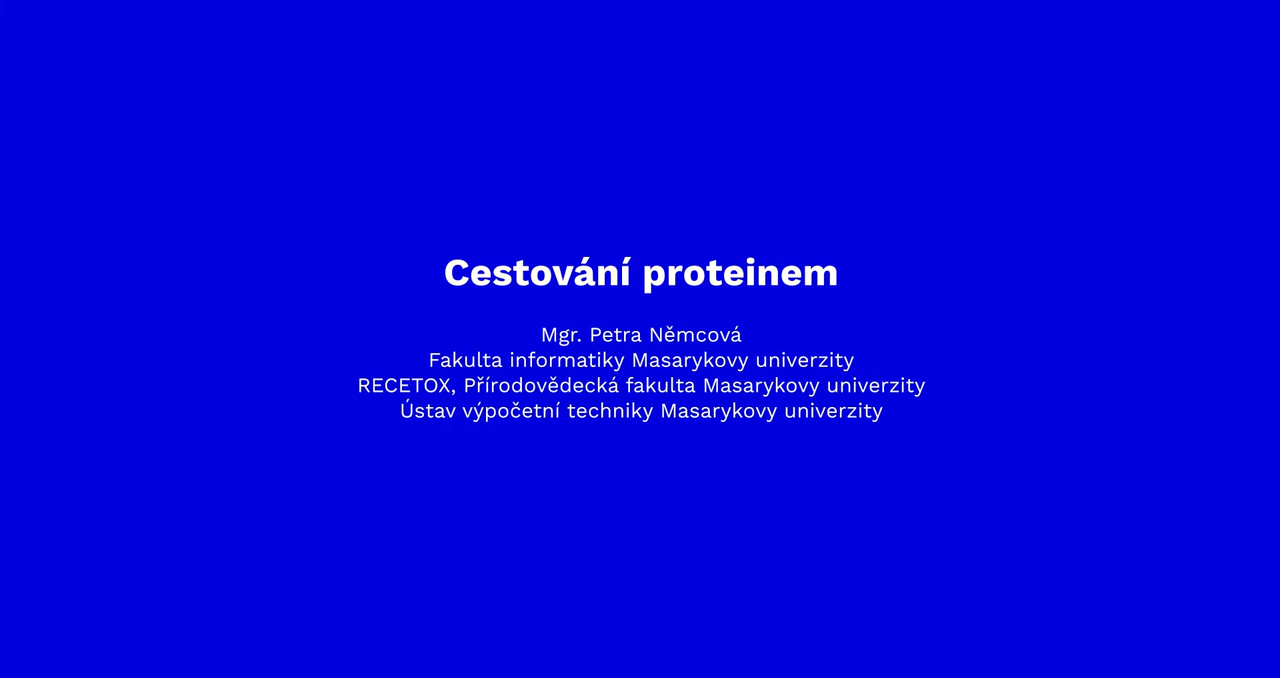 Cestování proteinem
Mgr. Petra Němcová
Fakulta informatiky Masarykovy univerzity
RECETOX, Přírodovědecká fakulta Masarykovy univerzity
Ústav výpočetní techniky Masarykovy univerzity